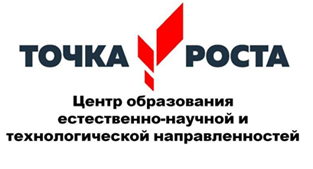 ТОЧКА РОСТА
Центр образования
естественно-научной и
технологической направленностей